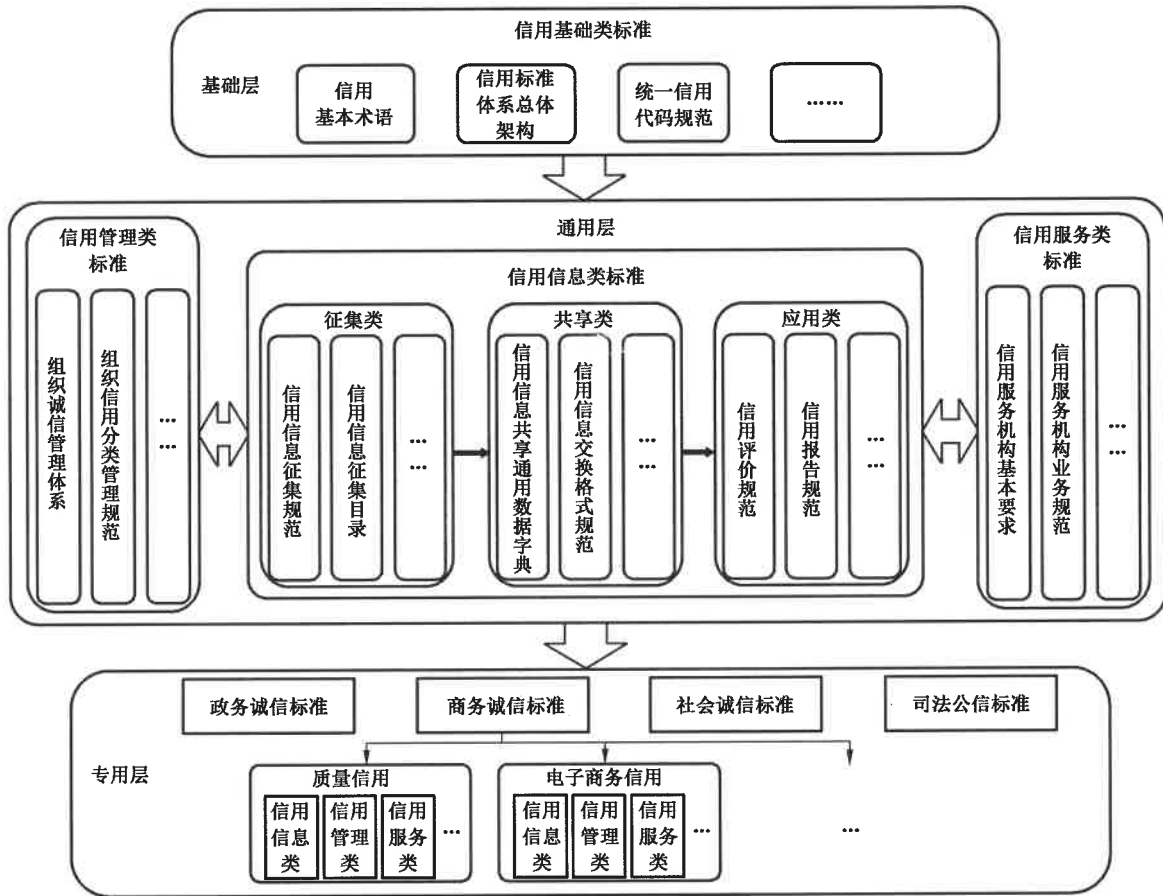 信用基础类标准
基础层
信用
基本术语
信用标准
体系总体
架构
统一信用
代码规范
……
通用层
信用管理类
标准
组织诚信管理体系
组织信用分类管理规范
……
信用信息类标准
征集类
信用信息征集规范
信用信息征集目录
……
共享类
信用信息共享通用数据字典
信用信息交换格式规范
……
应用类
信用评价规范
信用报告规范
……
信用服务类
标准
信用服务机构基本要求
信用服务机构业务规范
……
专用层
政务诚信标准
商务诚信标准
社会诚信标准
司法公信标准
质量信用
信用
信息
类
信用
管理
类
信用
服务
类
…
电子商务信用
信用
信息
类
信用
管理
类
信用
服务
类
…
…